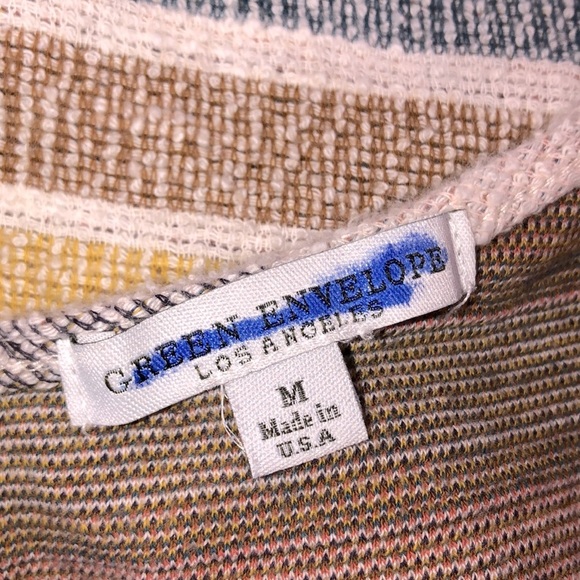 GREEN ENVELOPE
LOS ANGELES
M
Made in
U.S.A